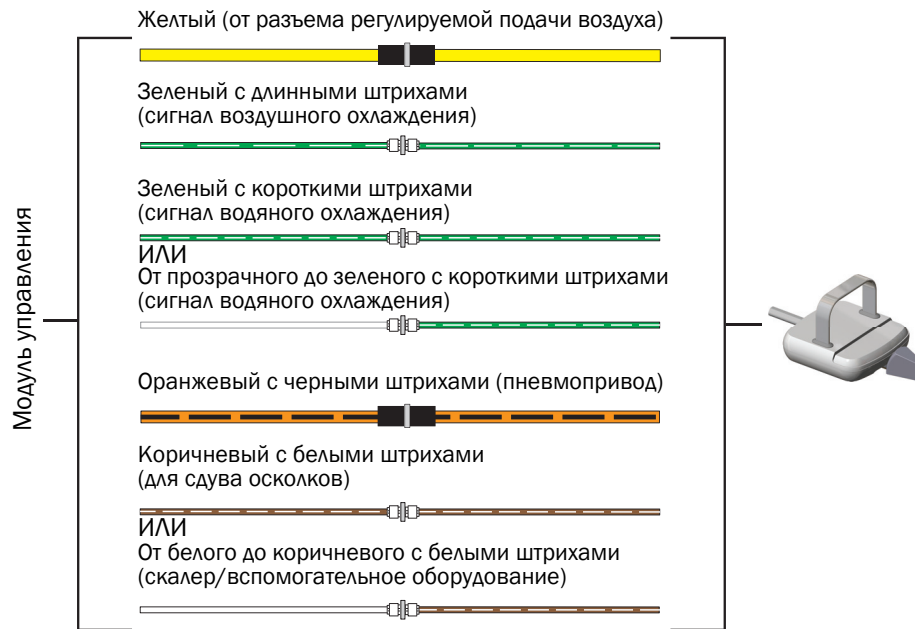 Желтый (от разъема регулируемой подачи воздуха)
Зеленый с длинными штрихами
(сигнал воздушного охлаждения)
Зеленый с короткими штрихами
(сигнал водяного охлаждения)
ИЛИ
От прозрачного до зеленого с короткими штрихами
(сигнал водяного охлаждения)
Модуль управления
Оранжевый с черными штрихами (пневмопривод)
Коричневый с белыми штрихами
(для сдува осколков)
ИЛИ
От белого до коричневого с белыми штрихами
(скалер/вспомогательное оборудование)